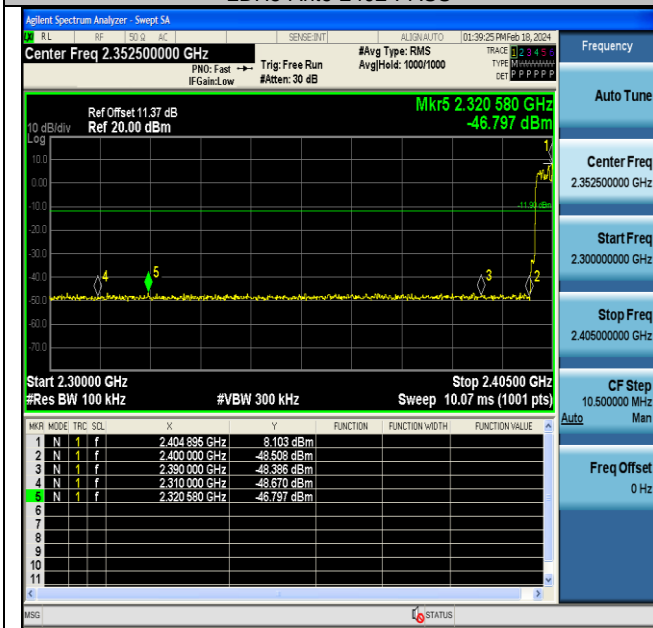 Agilent Spectrum Analyzer - Swept SA
RL RF 50 Ω AC SENSE:INT ALIGNAUTO 01:39:25 PMFeb 18, 2024
Center Freq 2.352500000 GHz #Avg Type: RMS TRACE 1 2 3 4 5 6
PNO: Fast Trig: Free Run Avg|Hold: 1000/1000 TYPE
IFGain:Low #Atten: 30 dB DET P P P P P P
Frequency
Auto Tune
Center Freq
2.352500000 GHz
Start Freq
2.300000000 GHz
Stop Freq
2.405000000 GHz
CF Step
10.500000 MHz
Auto Man
Freq Offset
0 Hz
Mkr5 2.320 580 GHz
-46.797 dBm
Ref Offset 11.37 dB
10 dB/div Ref 20.00 dBm
Log
10.0
0.00
-10.0
-20.0
-30.0
-40.0
-50.0
-60.0
-70.0
1
2
3
4
5
Start 2.30000 GHz Stop 2.40500 GHz
#Res BW 100 kHz #VBW 300 kHz Sweep 10.07 ms (1001 pts)
MKR MODE TRC SCL X Y FUNCTION FUNCTION WIDTH FUNCTION VALUE
1 N 1 f 2.404 895 GHz 8.103 dBm
2 N 1 f 2.400 000 GHz -48.508 dBm
3 N 1 f 2.390 000 GHz -48.386 dBm
4 N 1 f 2.310 000 GHz -48.670 dBm
5 N 1 f 2.320 580 GHz -46.797 dBm
6
7
8
9
10
11
MSG STATUS